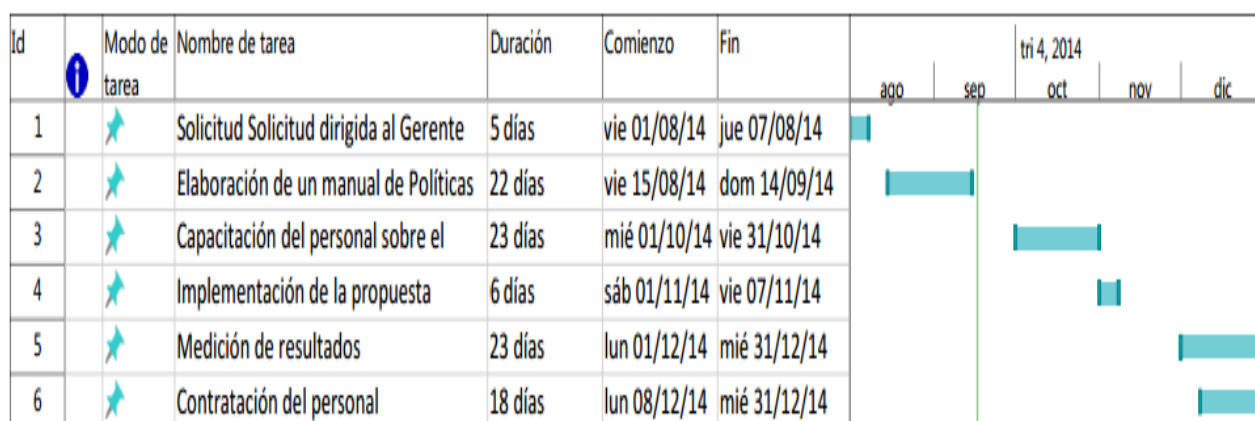 Id Modo de tarea Nombre de tarea Duración Comienzo Fin
tri 4, 2014
ago sep oct nov dic
1 Solicitud Solicitud dirigida al Gerente 5 días vie 01/08/14 jue 07/08/14
2 Elaboración de un manual de Políticas 22 días vie 15/08/14 dom 14/09/14
3 Capacitación del personal sobre el 23 días mié 01/10/14 vie 31/10/14
4 Implementación de la propuesta 6 días sáb 01/11/14 vie 07/11/14
5 Medición de resultados 23 días lun 01/12/14 mié 31/12/14
6 Contratación del personal 18 días lun 08/12/14 mié 31/12/14